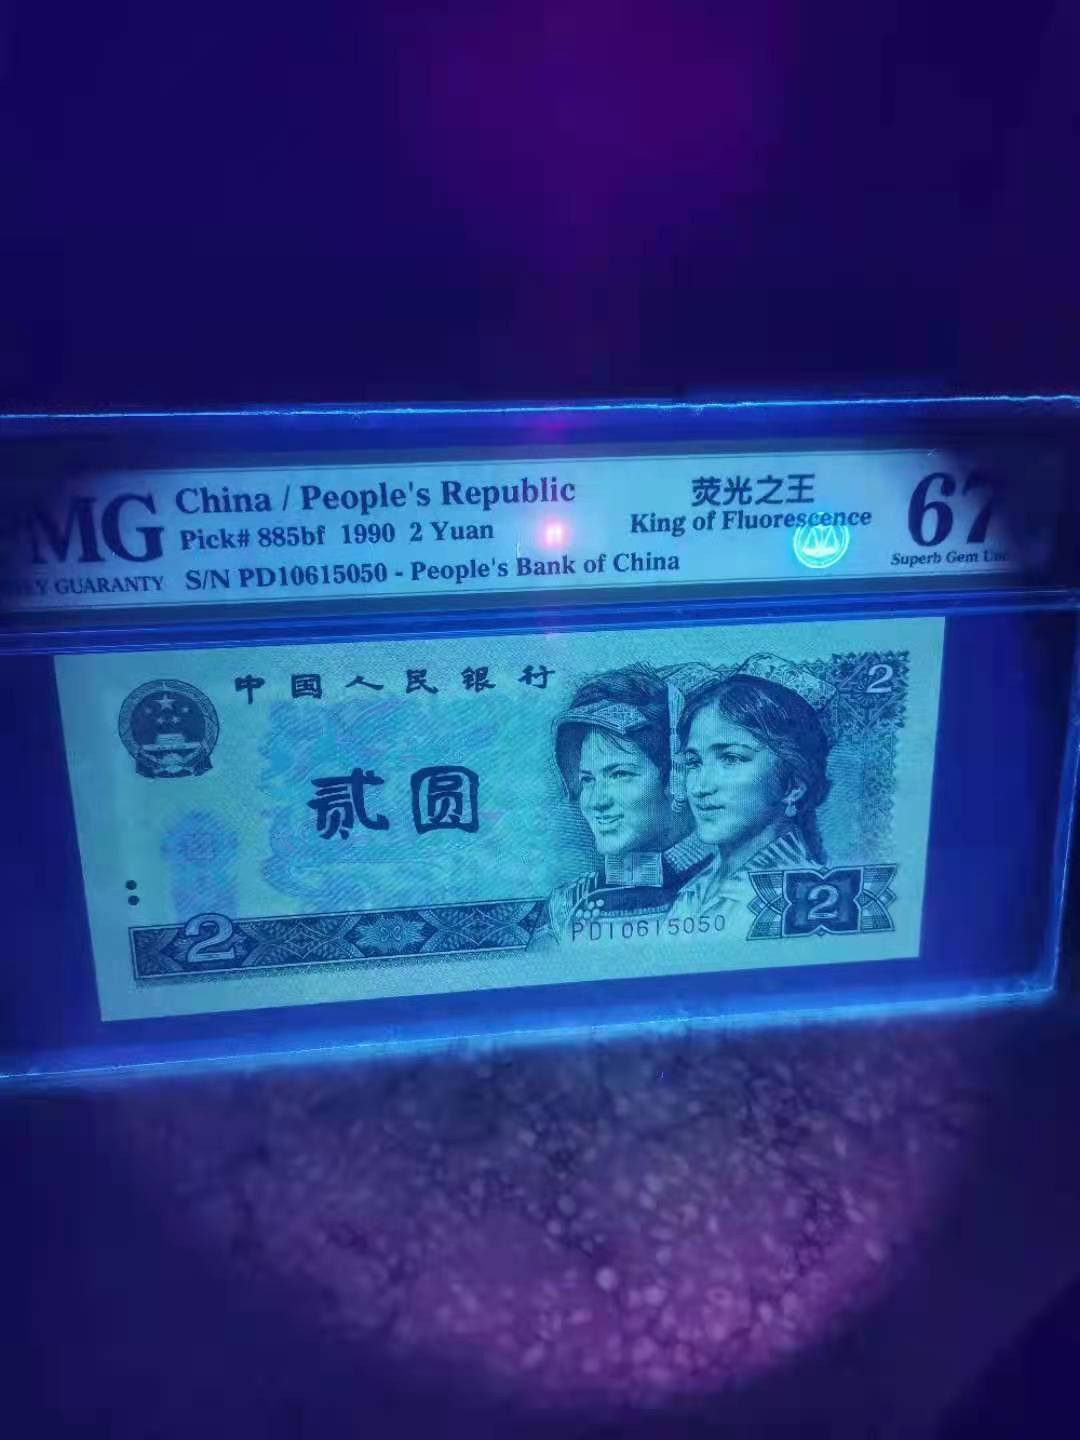 MG
China / People's Republic
Pick# 885bf 1990 2 Yuan
S/N PD10615050 - People's Bank of China
GUARANTY
荧光之王
King of Fluorescence
67
Superb Gem
中国人民银行
贰圆
2
2
PD10615050
2